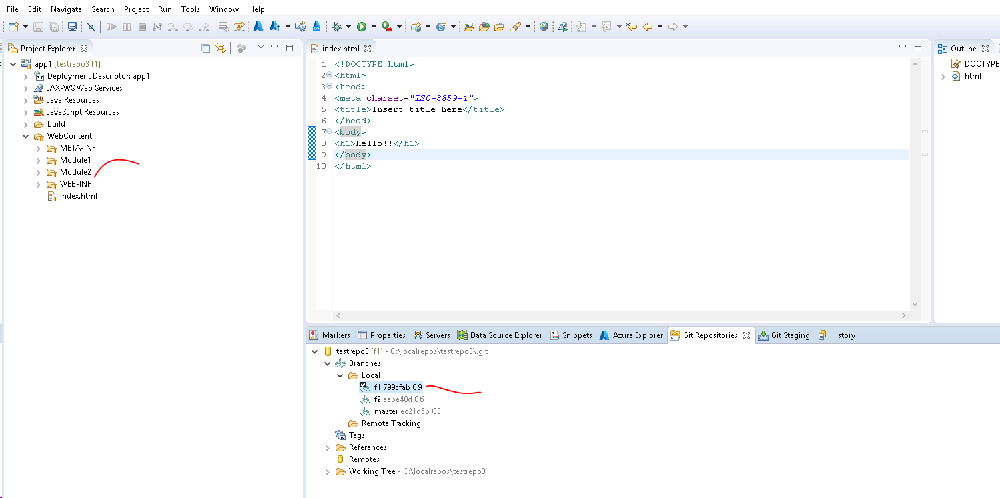 File Edit Navigate Search Project Run Tools Window Help
Project Explorer
app1 [testrepo3 f1]
Deployment Descriptor: app1
JAX-WS Web Services
Java Resources
JavaScript Resources
build
WebContent
META-INF
Module1
Module2
WEB-INF
index.html
index.html
1 <!DOCTYPE html>
2 <html>
3 <head>
4 <meta charset="ISO-8859-1">
5 <title>Insert title here</title>
6 </head>
7 <body>
8 <h1>Hello!!</h1>
9 </body>
10 </html>
Outline
DOCTYPE
html
Markers Properties Servers Data Source Explorer Snippets Azure Explorer Git Repositories Git Staging History
testrepo3 [f1] - C:\localrepos\testrepo3\.git
Branches
Local
f1 799cfab C9
f2 eebe40d C6
master ec21d5b C3
Remote Tracking
Tags
References
Remotes
Working Tree - C:\localrepos\testrepo3